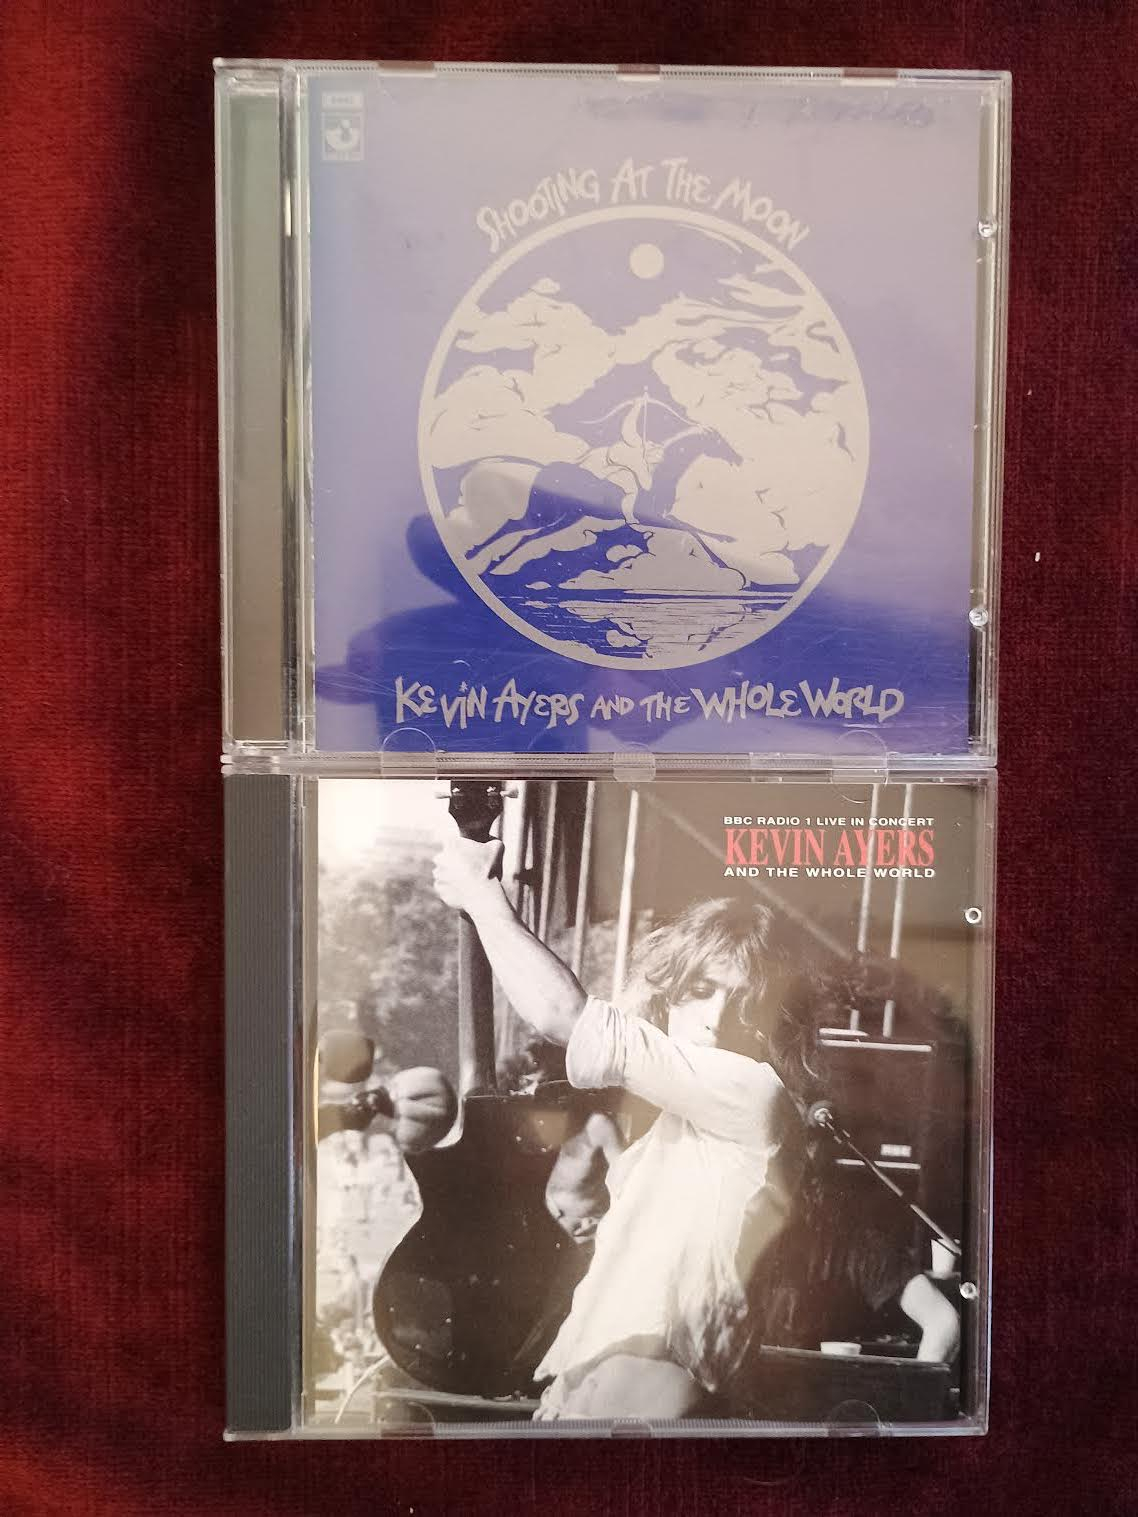 SHOOTING AT THE MOON
KEVIN AYERS AND THE WHOLE WORLD
BBC RADIO 1 LIVE IN CONCERT
KEVIN AYERS
AND THE WHOLE WORLD